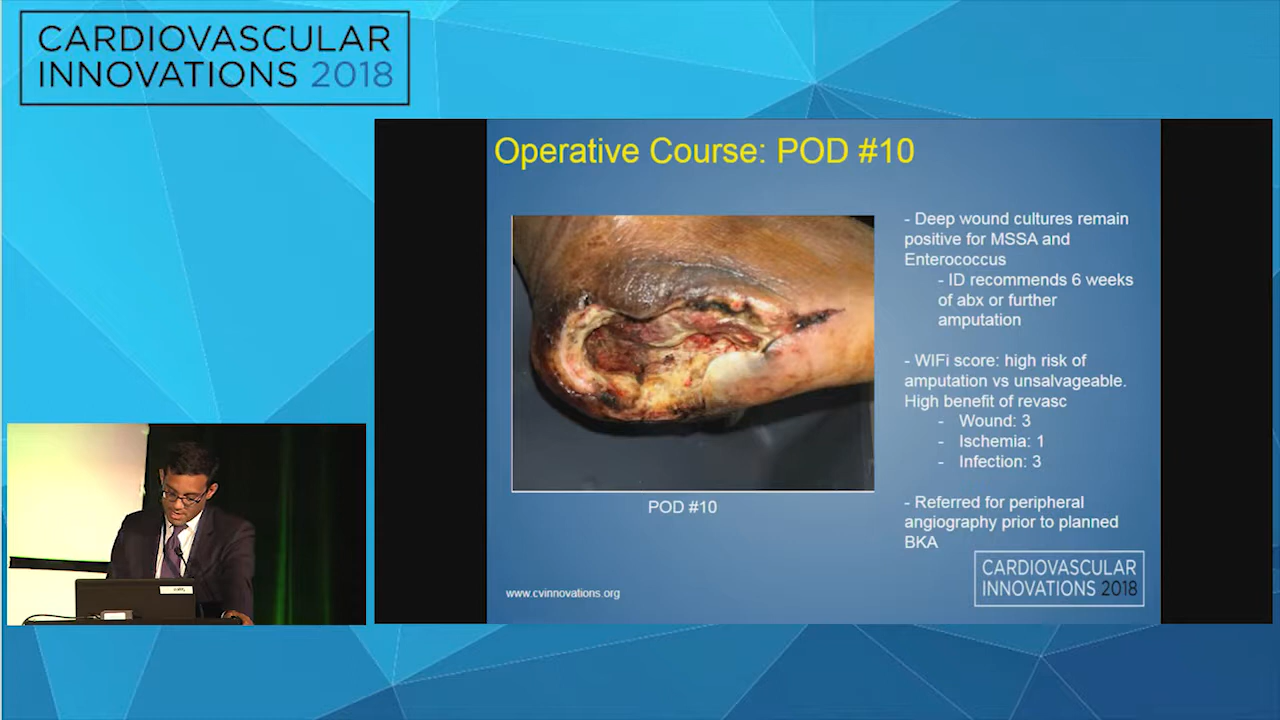 CARDIOVASCULAR
INNOVATIONS 2018
Operative Course: POD #10
- Deep wound cultures remain
positive for MSSA and
Enterococcus
- ID recommends 6 weeks
of abx or further
amputation
- WIFi score: high risk of
amputation vs unsalvageable.
High benefit of revasc
- Wound: 3
- Ischemia: 1
- Infection: 3
- Referred for peripheral
angiography prior to planned
BKA
POD #10
www.cvinnovations.org
CARDIOVASCULAR
INNOVATIONS 2018